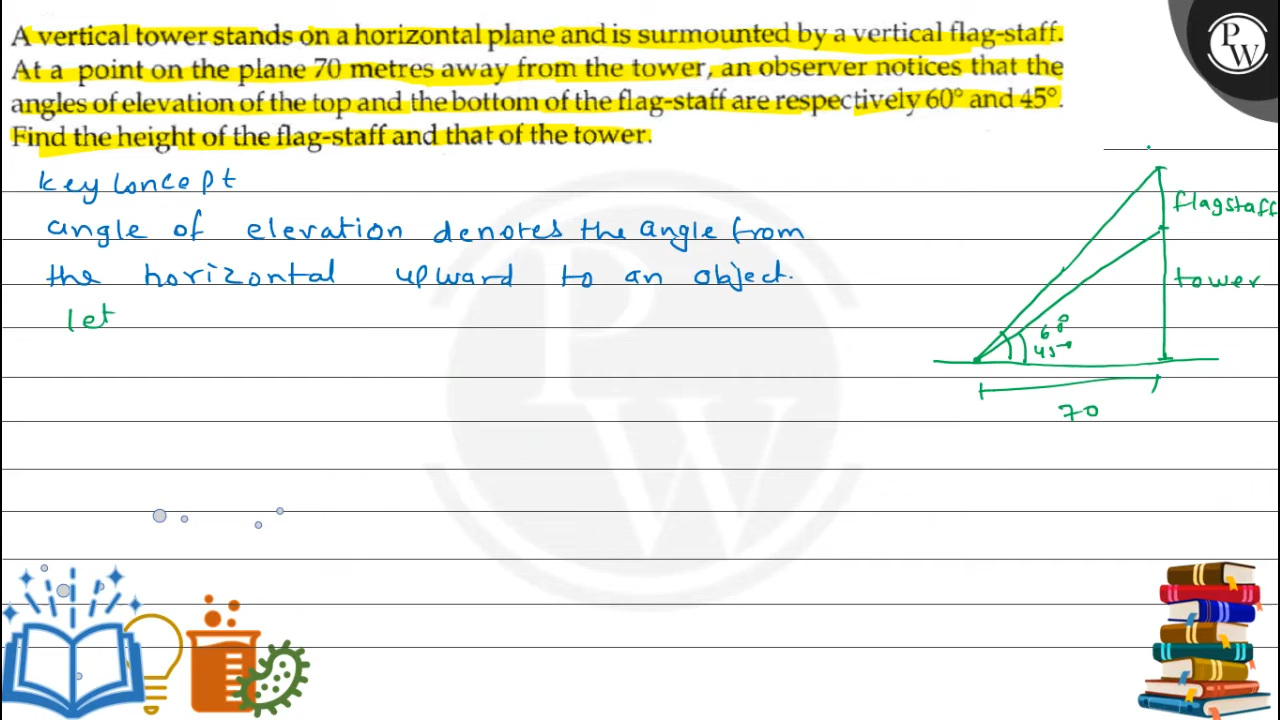 A vertical tower stands on a horizontal plane and is surmounted by a vertical flag-staff.
At a point on the plane 70 metres away from the tower, an observer notices that the
angles of elevation of the top and the bottom of the flag-staff are respectively 60° and 45°.
Find the height of the flag-staff and that of the tower.
key Concept
angle of elevation denotes the angle from
the horizontal upward to an object.
let
flagstaff
tower
60°
45°
70
PW
PW